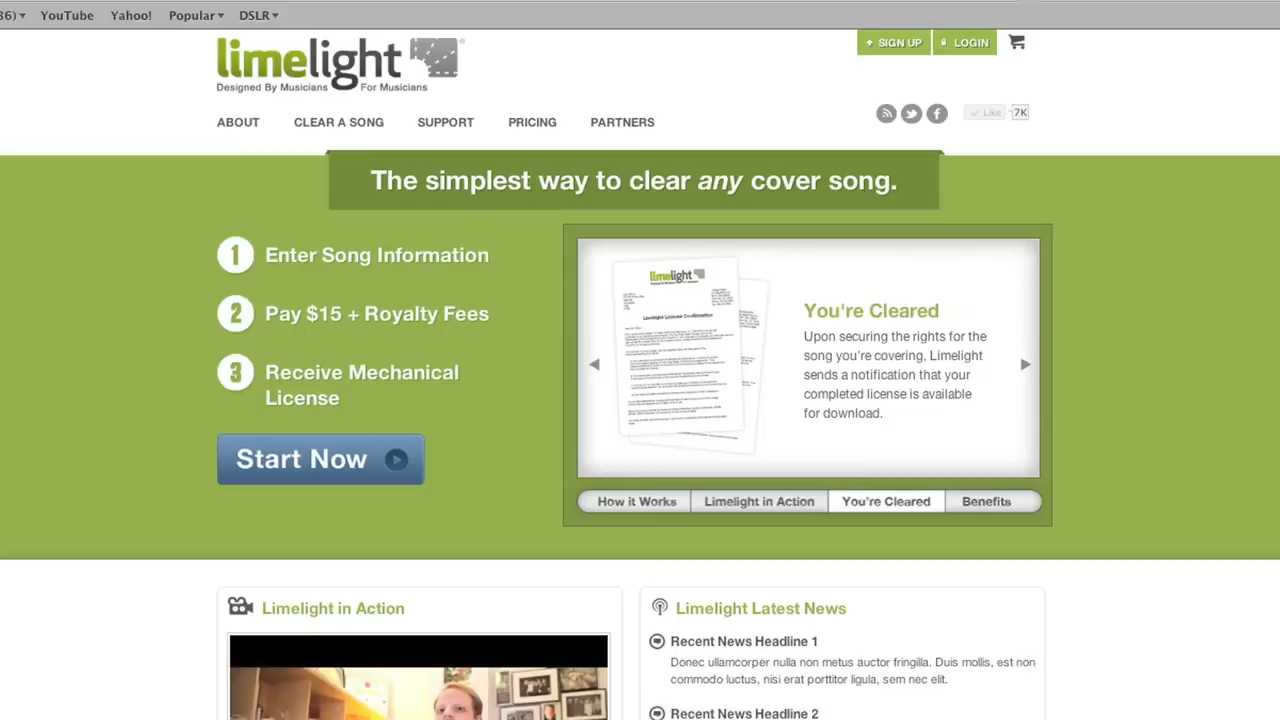 36)
YouTube
Yahoo!
Popular
DSLR
limelight
Designed By Musicians For Musicians
SIGN UP
LOGIN
Like
7K
ABOUT
CLEAR A SONG
SUPPORT
PRICING
PARTNERS
The simplest way to clear any cover song.
1 Enter Song Information
2 Pay $15 + Royalty Fees
3 Receive Mechanical
License
Start Now
limelight
Limelight License Confirmation
You're Cleared
Upon securing the rights for the
song you're covering, Limelight
sends a notification that your
completed license is available
for download.
How it Works
Limelight in Action
You're Cleared
Benefits
Limelight in Action
Limelight Latest News
Recent News Headline 1
Donec ullamcorper nulla non metus auctor fringilla. Duis mollis, est non
commodo luctus, nisi erat porttitor ligula, sem nec elit.
Recent News Headline 2